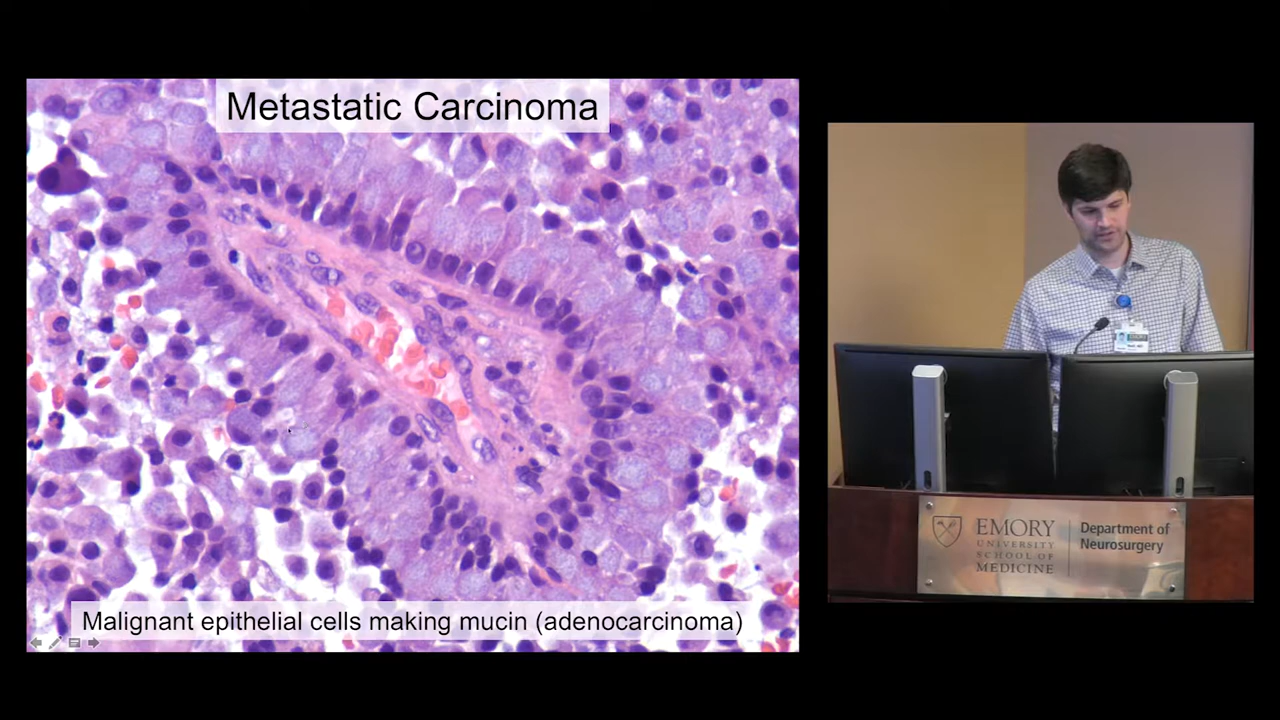 Metastatic Carcinoma
Malignant epithelial cells making mucin (adenocarcinoma)
EMORY
UNIVERSITY
SCHOOL OF
MEDICINE
Department of
Neurosurgery